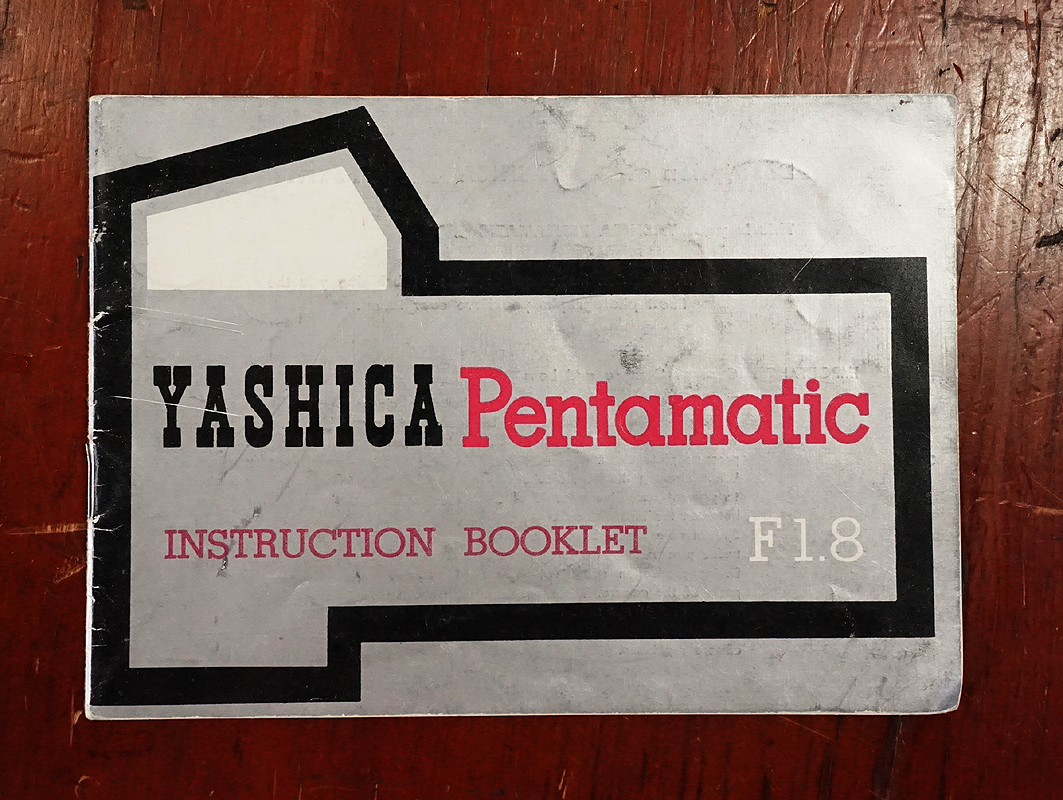 YASHICA Pentamatic
INSTRUCTION BOOKLET F1.8